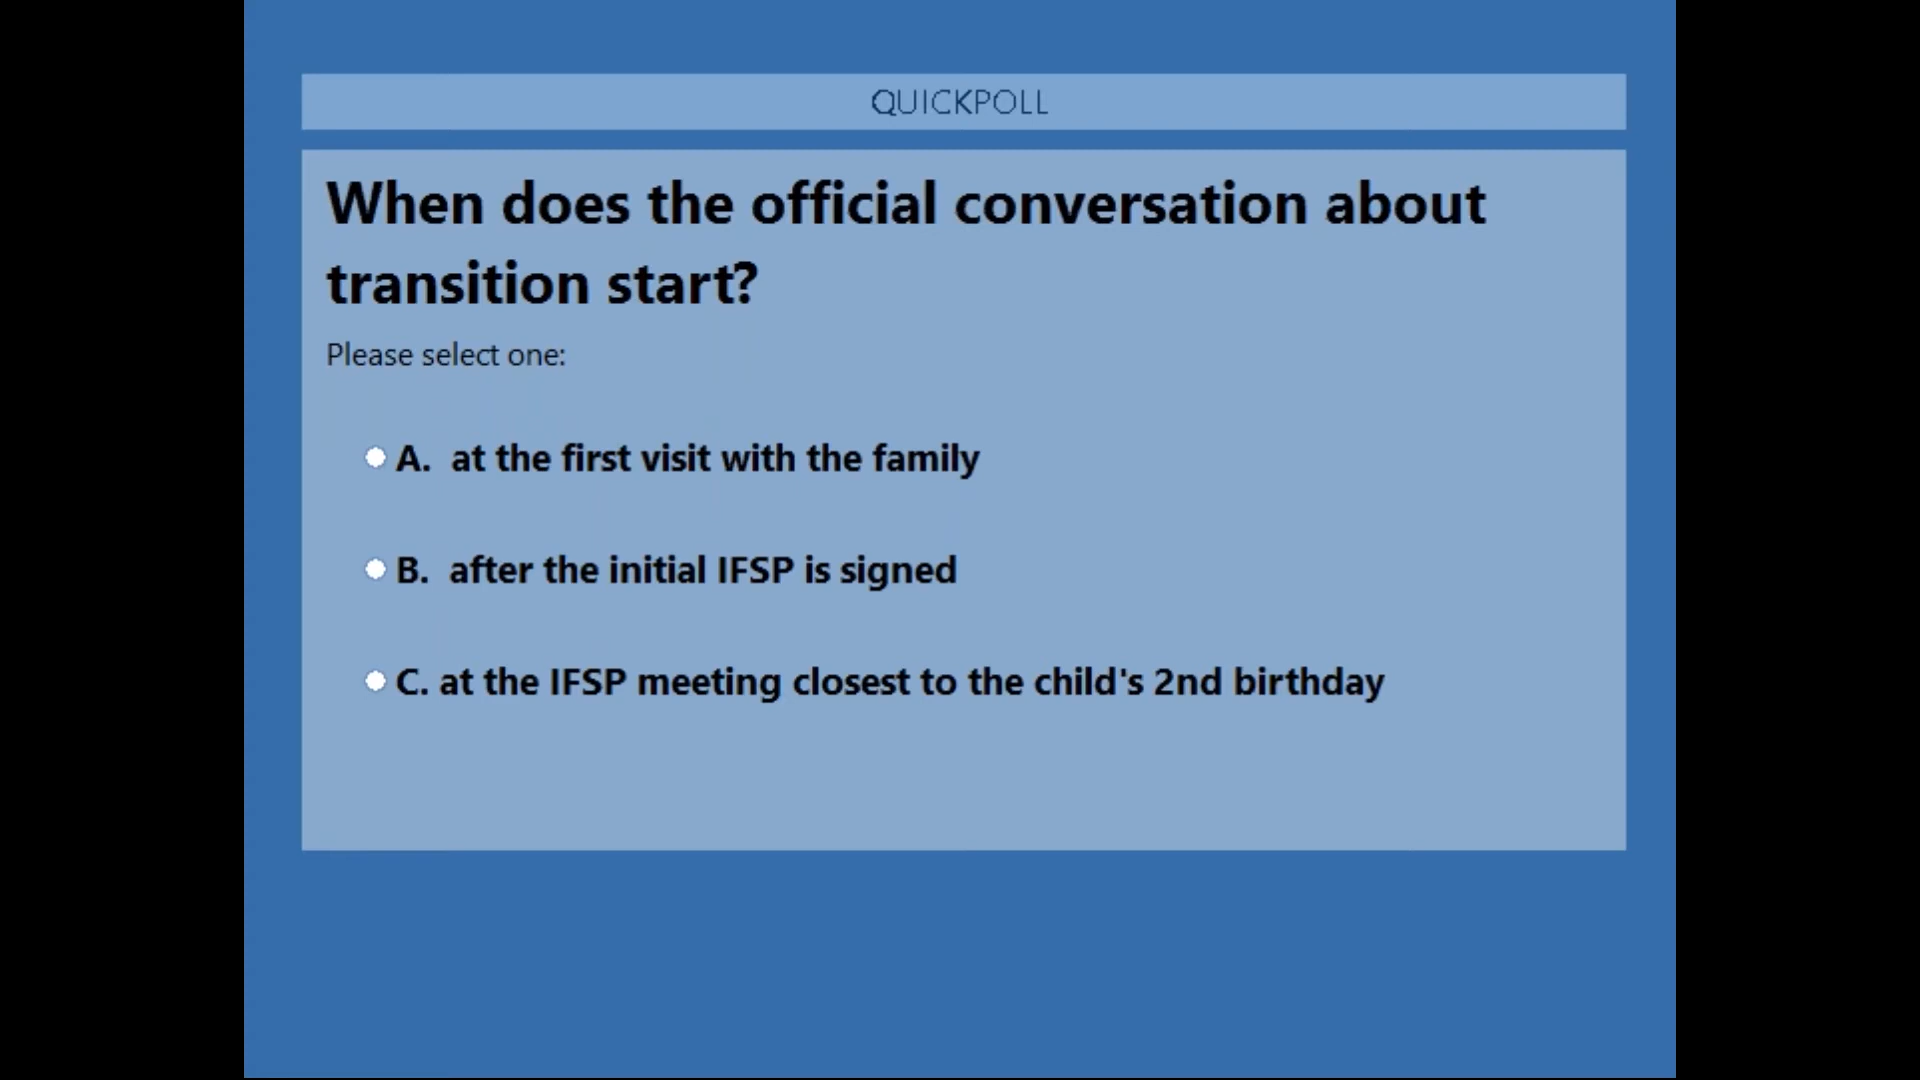 QUICKPOLL
When does the official conversation about
transition start?
Please select one:
A. at the first visit with the family
B. after the initial IFSP is signed
C. at the IFSP meeting closest to the child's 2nd birthday